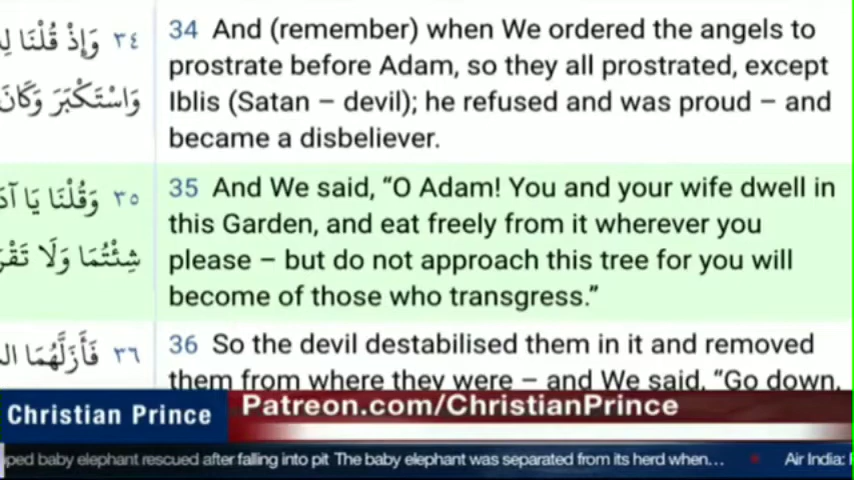 ٣٤ وَإِذْ قُلْنَا
34 And (remember) when We ordered the angels to
prostrate before Adam, so they all prostrated, except
وَاسْتَكْبَرَ وَكَانَ
Iblis (Satan – devil); he refused and was proud – and
became a disbeliever.
٣٥ وَقُلْنَا يَا
35 And We said, “O Adam! You and your wife dwell in
this Garden, and eat freely from it wherever you
شِئْتُمَا وَلَا
please – but do not approach this tree for you will
become of those who transgress.”
٣٦ فَأَزَلَّهُمَا
36 So the devil destabilised them in it and removed
them from where they were – and We said, “Go down,
Christian Prince
Patreon.com/ChristianPrince
baby elephant rescued after falling into pit The baby elephant was separated from its herd when... Air India: